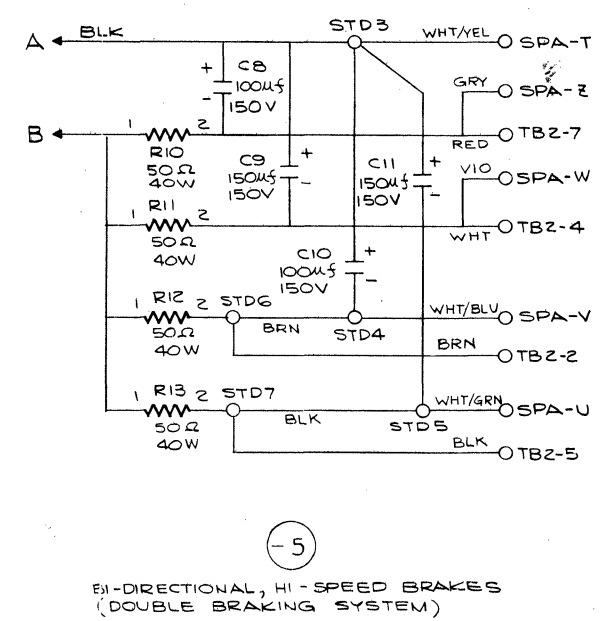 STD3
A BLK WHT/YEL SPA-T
+ C8 100µf 150V -
GRY SPA-Z
B 1 2 RED TB2-7
R10 50Ω 40W
C9 150µf 150V + -
C11 150µf 150V + -
VIO SPA-W
R11
1 2 WHT TB2-4
50Ω
40W
C10 100µf 150V + -
1 R12 2 STD6 WHT/BLU SPA-V
BRN STD4
50Ω
40W
BRN TB2-2
1 R13 2 STD7 WHT/GRN SPA-U
BLK STD5
50Ω
40W
BLK TB2-5
-5
BI-DIRECTIONAL, HI-SPEED BRAKES
(DOUBLE BRAKING SYSTEM)